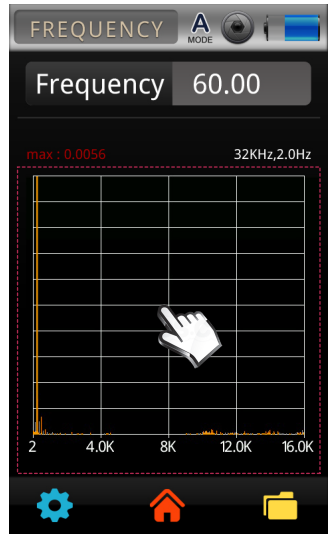 FREQUENCY A
MODE
Frequency 60.00
max : 0.0056 32KHz,2.0Hz
2 4.0K 8K 12.0K 16.0K